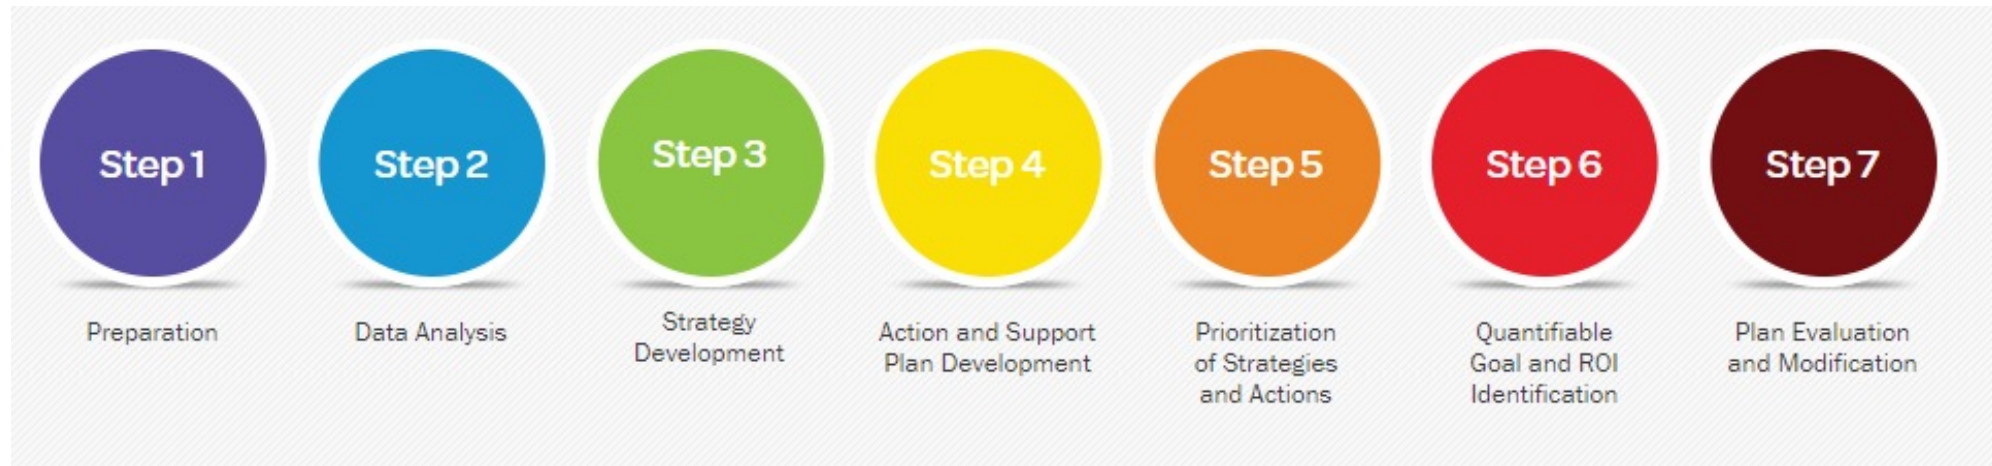 Step 1
Step 2
Step 3
Step 4
Step 5
Step 6
Step 7
Preparation
Data Analysis
Strategy
Development
Action and Support
Plan Development
Prioritization
of Strategies
and Actions
Quantifiable
Goal and ROI
Identification
Plan Evaluation
and Modification